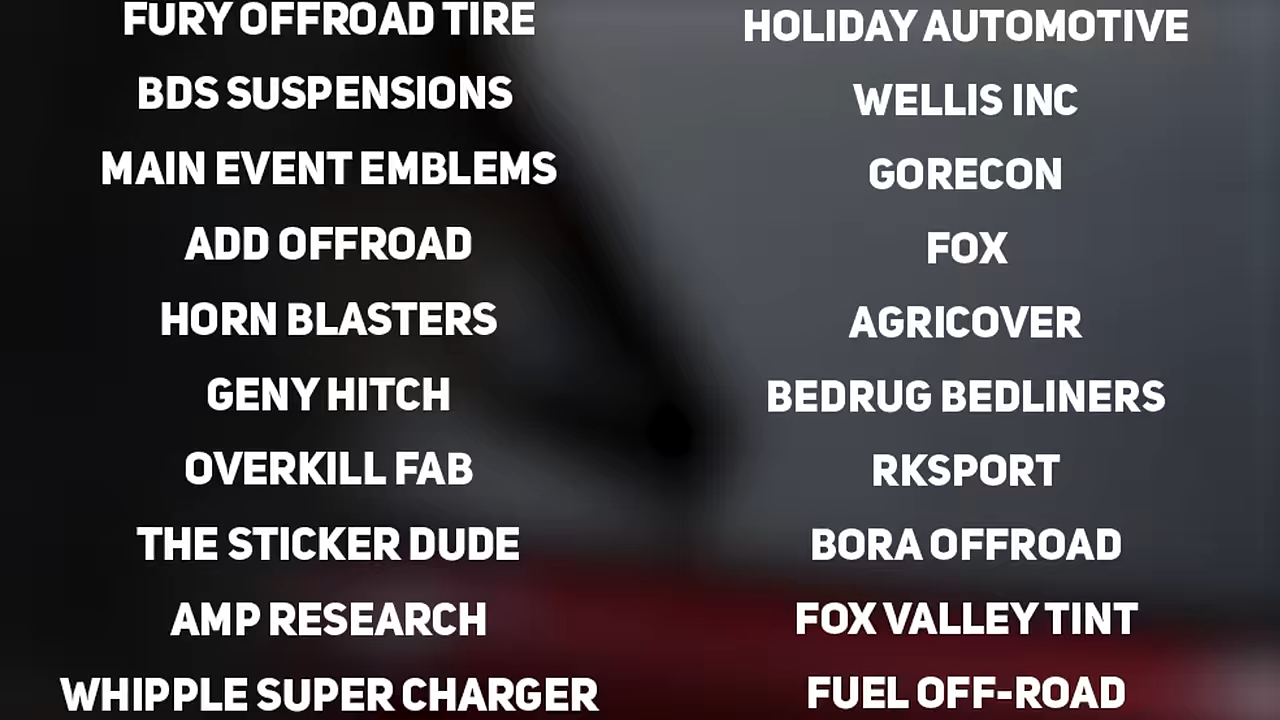 FURY OFFROAD TIRE
BDS SUSPENSIONS
MAIN EVENT EMBLEMS
ADD OFFROAD
HORN BLASTERS
GENY HITCH
OVERKILL FAB
THE STICKER DUDE
AMP RESEARCH
WHIPPLE SUPER CHARGER
HOLIDAY AUTOMOTIVE
WELLIS INC
GORECON
FOX
AGRICOVER
BEDRUG BEDLINERS
RKSPORT
BORA OFFROAD
FOX VALLEY TINT
FUEL OFF-ROAD